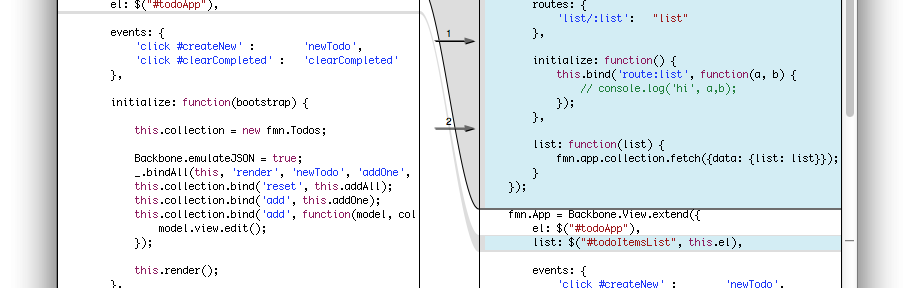 el: $("#todoApp"),
events: {
'click #createNew' : 'newTodo',
'click #clearCompleted' : 'clearCompleted'
},
initialize: function(bootstrap) {
this.collection = new fmn.Todos;
Backbone.emulateJSON = true;
_.bindAll(this, 'render', 'newTodo', 'addOne',
this.collection.bind('reset', this.addAll);
this.collection.bind('add', this.addOne);
this.collection.bind('add', function(model, col
model.view.edit();
});
this.render();
},
1
2
routes: {
'list/:list': "list"
},
initialize: function() {
this.bind('route:list', function(a, b) {
// console.log('hi', a,b);
});
},
list: function(list) {
fmn.app.collection.fetch({data: {list: list}});
}
});
fmn.App = Backbone.View.extend({
el: $("#todoApp"),
list: $("#todoItemsList", this.el),
events: {
'click #createNew' : 'newTodo',